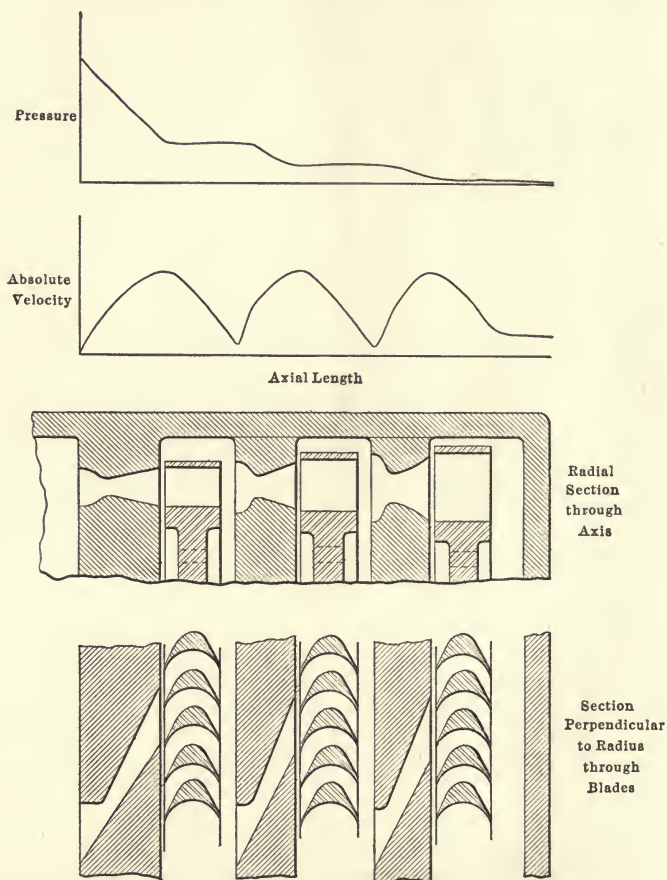 Pressure
Absolute
Velocity
Axial Length
Radial
Section
through
Axis
Section
Perpendicular
to Radius
through
Blades